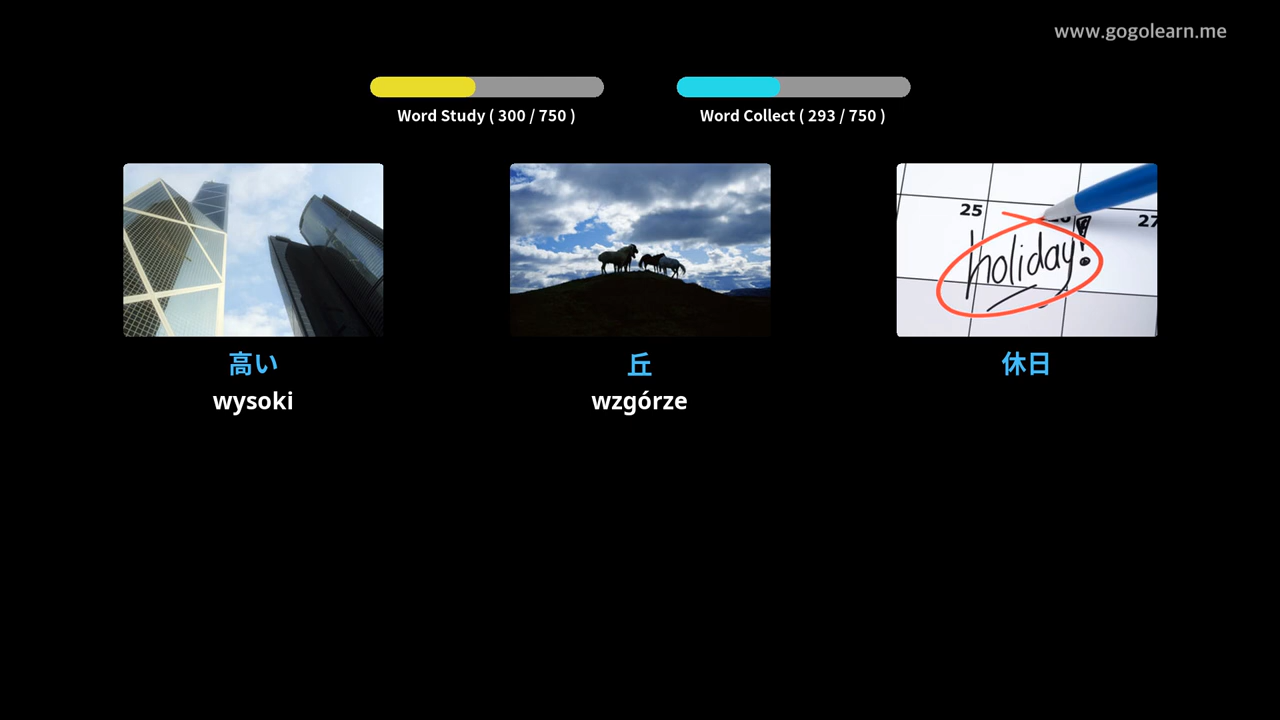 www.gogolearn.me
Word Study ( 300 / 750 )
Word Collect ( 293 / 750 )
25
27
holiday!
高い
丘
休日
wysoki
wzgórze